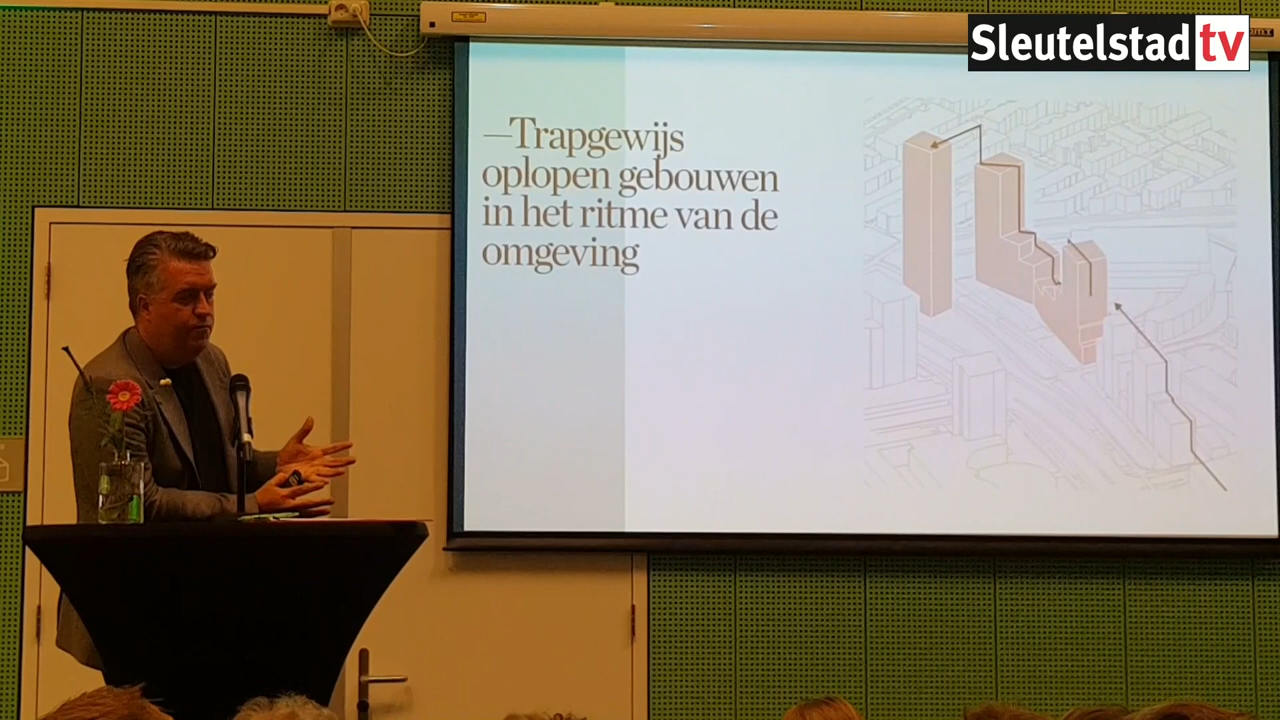 Sleutelstad tv
—Trapgewijs
oplopen gebouwen
in het ritme van de
omgeving